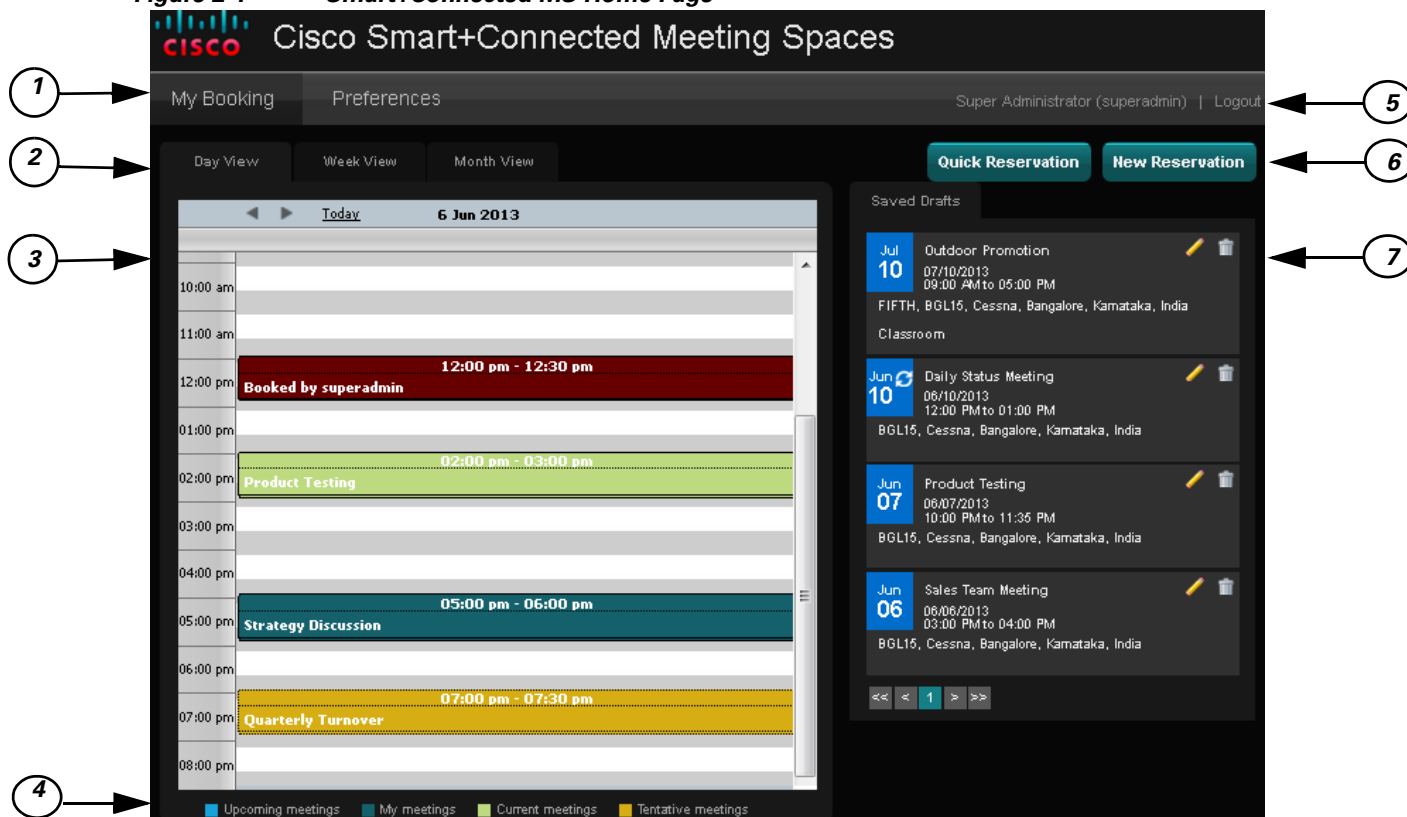 Figure 2-1 Smart+Connected MS Home Page
CISCO Cisco Smart+Connected Meeting Spaces
1
My Booking Preferences
Super Administrator (superadmin) | Logout
5
2
Day View Week View Month View
Quick Reservation New Reservation
6
Today 6 Jun 2013
3
10:00 am
11:00 am
12:00 pm
12:00 pm - 12:30 pm
Booked by superadmin
01:00 pm
02:00 pm
02:00 pm - 03:00 pm
Product Testing
03:00 pm
04:00 pm
05:00 pm
05:00 pm - 06:00 pm
Strategy Discussion
06:00 pm
07:00 pm
07:00 pm - 07:30 pm
Quarterly Turnover
08:00 pm
4
Upcoming meetings My meetings Current meetings Tentative meetings
Saved Drafts
7
Jul
10
Outdoor Promotion
07/10/2013
09:00 AM to 05:00 PM
FIFTH, BGL15, Cessna, Bangalore, Karnataka, India
Classroom
Jun
10
Daily Status Meeting
06/10/2013
12:00 PM to 01:00 PM
BGL15, Cessna, Bangalore, Karnataka, India
Jun
07
Product Testing
06/07/2013
10:00 PM to 11:35 PM
BGL15, Cessna, Bangalore, Karnataka, India
Jun
06
Sales Team Meeting
06/06/2013
03:00 PM to 04:00 PM
BGL15, Cessna, Bangalore, Karnataka, India
<< < 1 > >>